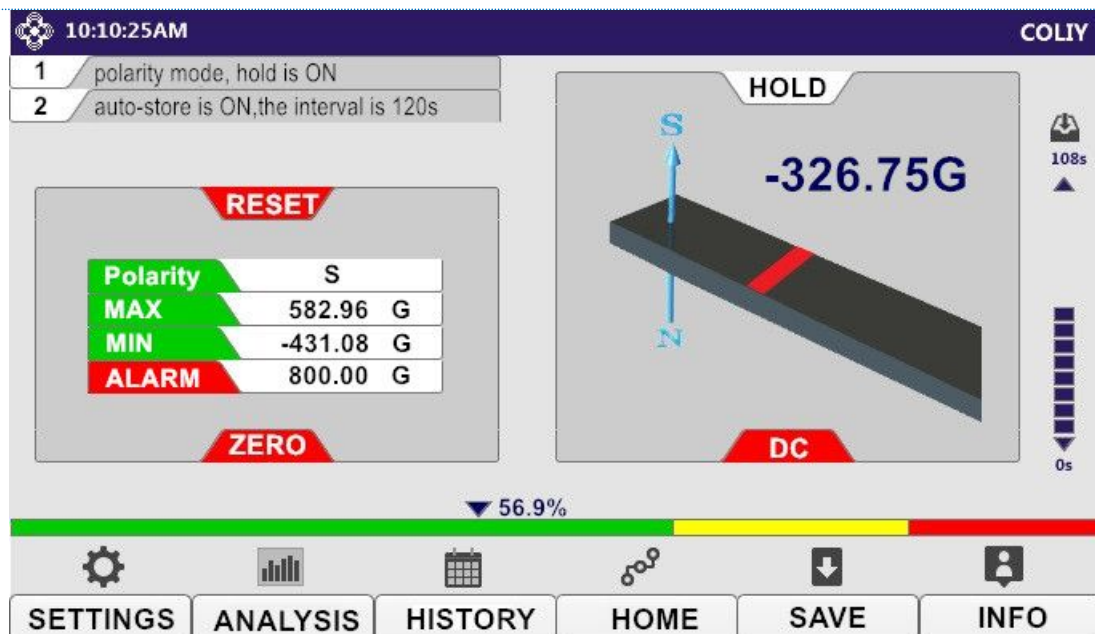 10:10:25AM
COLIY
1 polarity mode, hold is ON
2 auto-store is ON,the interval is 120s
HOLD
S
-326.75G
N
DC
108s
0s
RESET
Polarity S
MAX 582.96 G
MIN -431.08 G
ALARM 800.00 G
ZERO
56.9%
SETTINGS ANALYSIS HISTORY HOME SAVE INFO